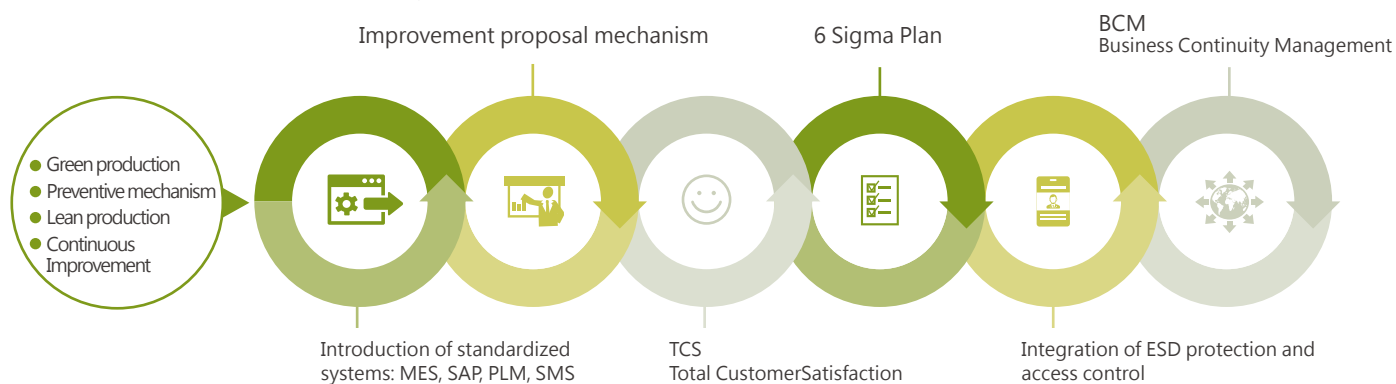 Green production
Preventive mechanism
Lean production
Continuous
Improvement
Introduction of standardized
systems: MES, SAP, PLM, SMS
Improvement proposal mechanism
TCS
Total CustomerSatisfaction
6 Sigma Plan
Integration of ESD protection and
access control
BCM
Business Continuity Management